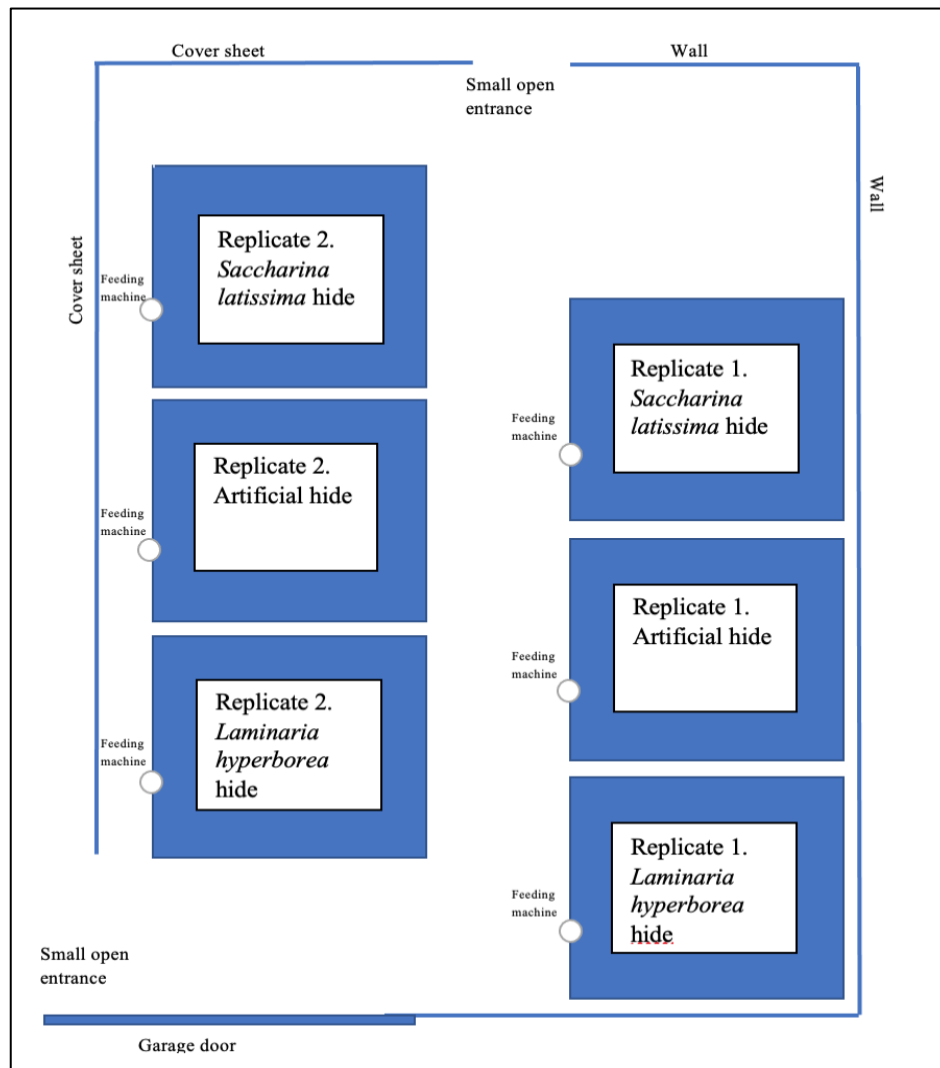 Cover sheet
Wall
Small open
entrance
Wall
Cover sheet
Replicate 2.
Saccharina
latissima hide
Feeding
machine
Replicate 1.
Saccharina
latissima hide
Feeding
machine
Replicate 2.
Artificial hide
Feeding
machine
Replicate 1.
Artificial hide
Feeding
machine
Replicate 2.
Laminaria
hyperborea
hide
Feeding
machine
Replicate 1.
Laminaria
hyperborea
hide
Feeding
machine
Small open
entrance
Garage door